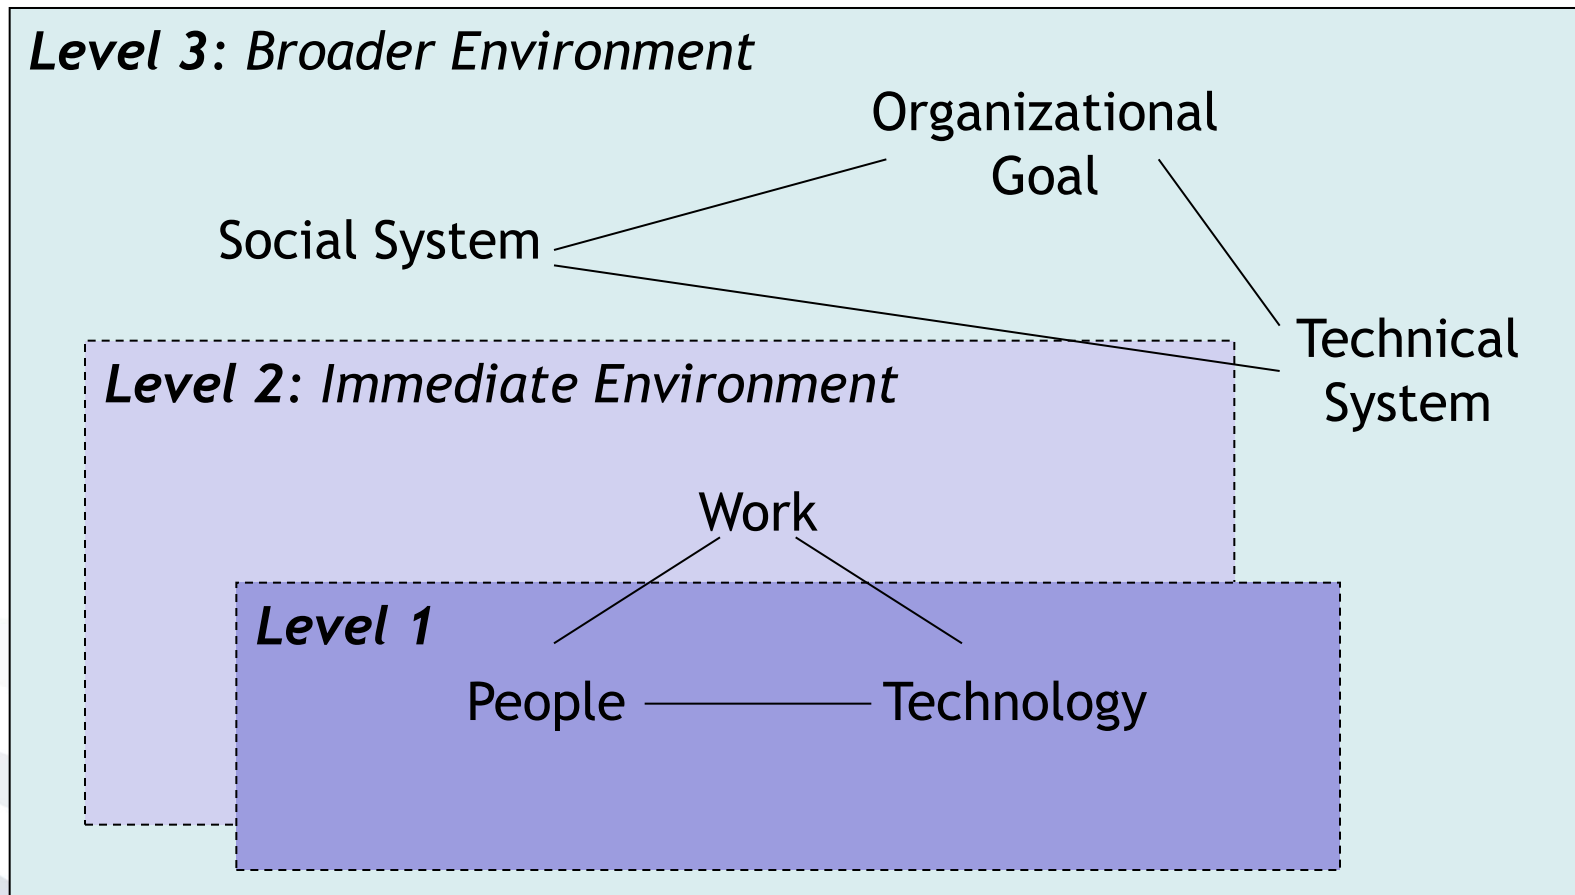 Level 3: Broader Environment
Organizational
Goal
Social System
Technical
System
Level 2: Immediate Environment
Work
Level 1
People
Technology